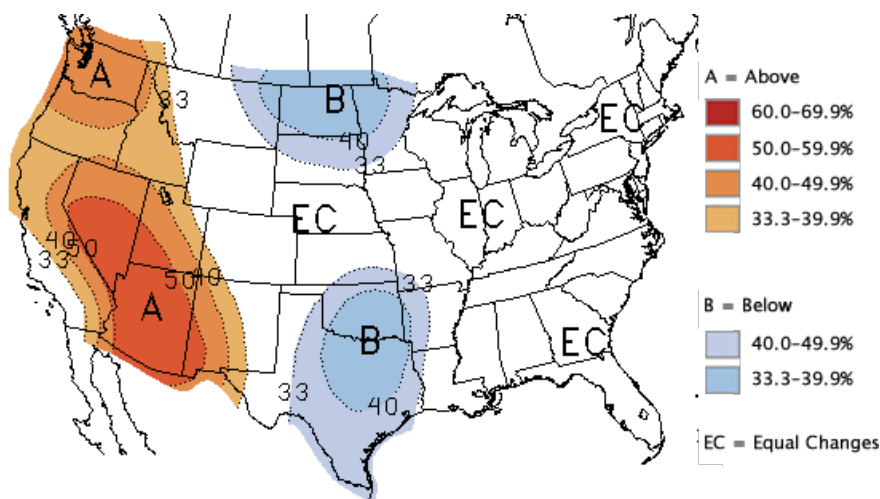 A
33
B
40
33
EC
EC
EC
40
50
33
50
40
A
33
B
33
40
EC
A = Above
60.0-69.9%
50.0-59.9%
40.0-49.9%
33.3-39.9%
B = Below
40.0-49.9%
33.3-39.9%
EC = Equal Changes